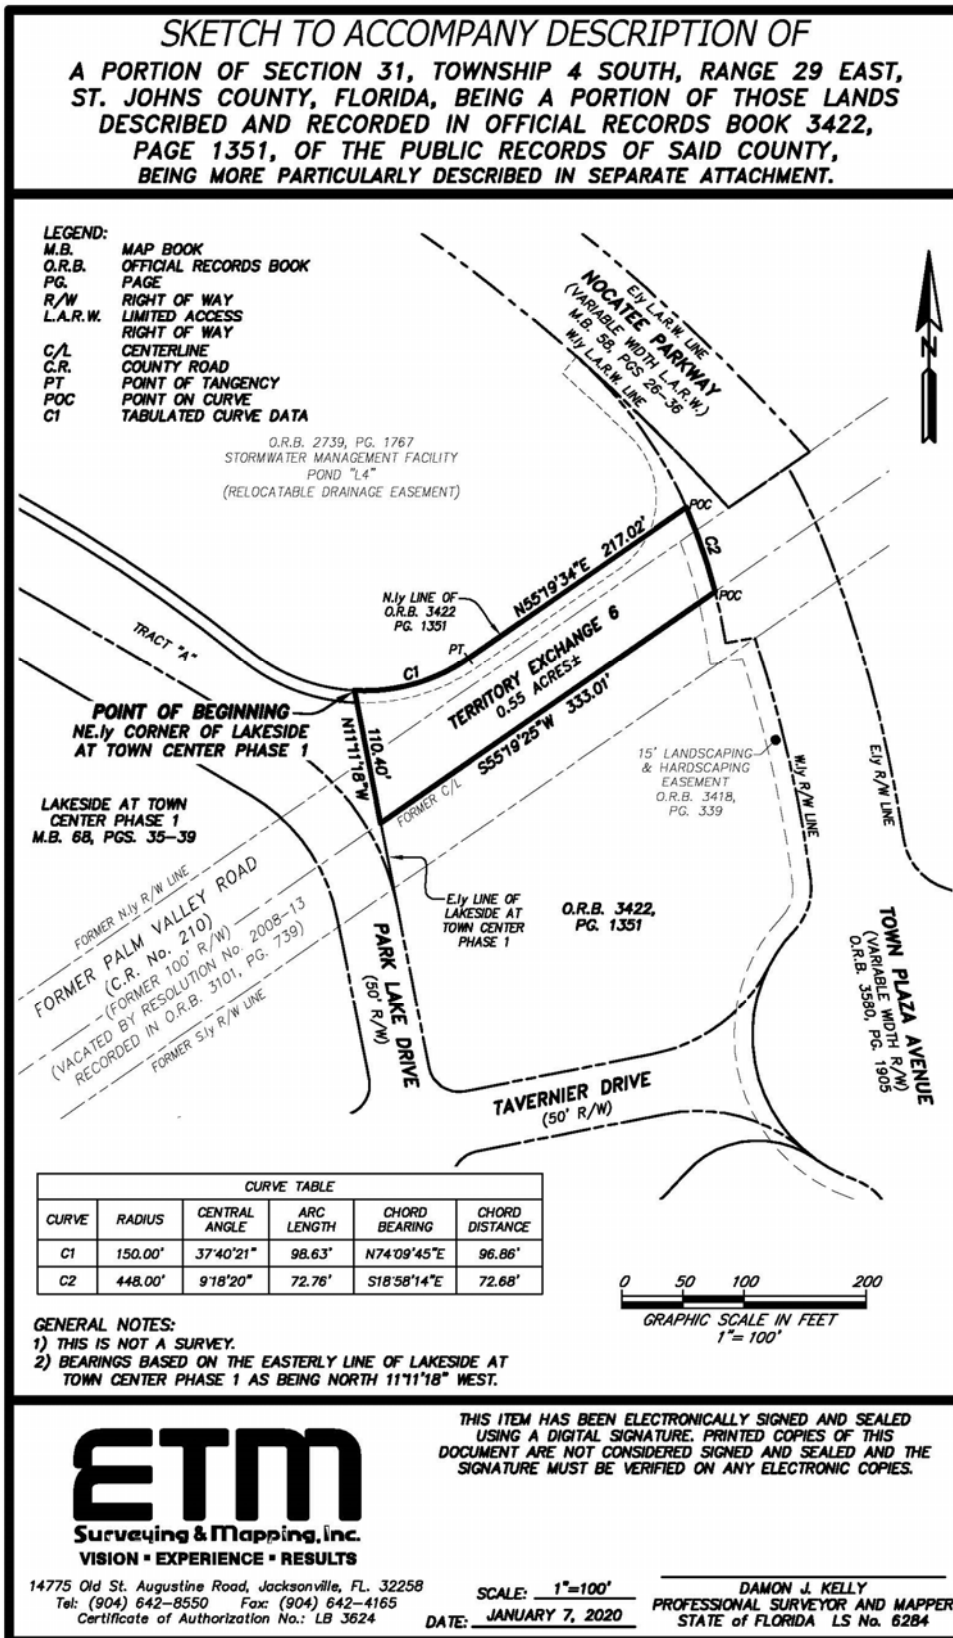 SKETCH TO ACCOMPANY DESCRIPTION OF
A PORTION OF SECTION 31, TOWNSHIP 4 SOUTH, RANGE 29 EAST,
ST. JOHNS COUNTY, FLORIDA, BEING A PORTION OF THOSE LANDS
DESCRIBED AND RECORDED IN OFFICIAL RECORDS BOOK 3422,
PAGE 1351, OF THE PUBLIC RECORDS OF SAID COUNTY,
BEING MORE PARTICULARLY DESCRIBED IN SEPARATE ATTACHMENT.
LEGEND:
M.B. MAP BOOK
O.R.B. OFFICIAL RECORDS BOOK
PG. PAGE
R/W RIGHT OF WAY
L.A.R.W. LIMITED ACCESS
RIGHT OF WAY
C/L CENTERLINE
C.R. COUNTY ROAD
PT POINT OF TANGENCY
POC POINT ON CURVE
C1 TABULATED CURVE DATA
E.ly L.A.R.W. LINE
NOCATEE PARKWAY
(VARIABLE WIDTH L.A.R.W.)
M.B. 58, PGS 26-36
W.ly L.A.R.W. LINE
N
O.R.B. 2739, PG. 1767
STORMWATER MANAGEMENT FACILITY
POND "L4"
(RELOCATABLE DRAINAGE EASEMENT)
POC
C2
POC
N55°19'34"E 217.02'
N.ly LINE OF
O.R.B. 3422
PG. 1351
PT
C1
TERRITORY EXCHANGE 6
0.55 ACRES±
S55°19'25"W 333.01'
TRACT "A"
POINT OF BEGINNING
NE.ly CORNER OF LAKESIDE
AT TOWN CENTER PHASE 1
110.40'
N11°11'18"W
FORMER C/L
15' LANDSCAPING
& HARDSCAPING
EASEMENT
O.R.B. 3418,
PG. 339
W.ly R/W LINE
E.ly R/W LINE
LAKESIDE AT TOWN
CENTER PHASE 1
M.B. 68, PGS. 35-39
E.ly LINE OF
LAKESIDE AT
TOWN CENTER
PHASE 1
O.R.B. 3422,
PG. 1351
FORMER N.ly R/W LINE
FORMER PALM VALLEY ROAD
(C.R. No. 210)
(FORMER 100' R/W)
(VACATED BY RESOLUTION No. 2008-13
RECORDED IN O.R.B. 3101, PG. 739)
FORMER S.ly R/W LINE
PARK LAKE DRIVE
(50' R/W)
TOWN PLAZA AVENUE
(VARIABLE WIDTH R/W)
O.R.B. 3580, PG. 1905
TAVERNIER DRIVE
(50' R/W)
CURVE TABLE
CURVE RADIUS CENTRAL ANGLE ARC LENGTH CHORD BEARING CHORD DISTANCE
C1 150.00' 37°40'21" 98.63' N74°09'45"E 96.86'
C2 448.00' 9°18'20" 72.76' S18°58'14"E 72.68'
0 50 100 200
GRAPHIC SCALE IN FEET
1"= 100'
GENERAL NOTES:
1) THIS IS NOT A SURVEY.
2) BEARINGS BASED ON THE EASTERLY LINE OF LAKESIDE AT
TOWN CENTER PHASE 1 AS BEING NORTH 11°11'18" WEST.
ETM
Surveying & Mapping, Inc.
VISION ▪ EXPERIENCE ▪ RESULTS
14775 Old St. Augustine Road, Jacksonville, FL. 32258
Tel: (904) 642-8550 Fax: (904) 642-4165
Certificate of Authorization No.: LB 3624
THIS ITEM HAS BEEN ELECTRONICALLY SIGNED AND SEALED
USING A DIGITAL SIGNATURE. PRINTED COPIES OF THIS
DOCUMENT ARE NOT CONSIDERED SIGNED AND SEALED AND THE
SIGNATURE MUST BE VERIFIED ON ANY ELECTRONIC COPIES.
SCALE: 1"=100'
DATE: JANUARY 7, 2020
DAMON J. KELLY
PROFESSIONAL SURVEYOR AND MAPPER
STATE of FLORIDA LS No. 6284